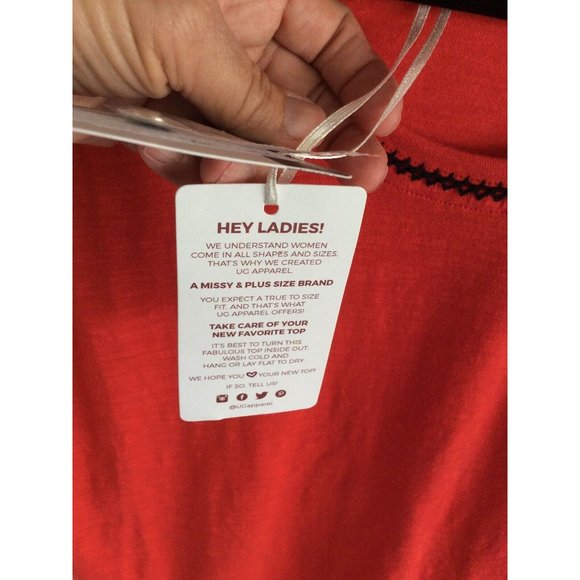 HEY LADIES!
WE UNDERSTAND WOMEN
COME IN ALL SHAPES AND SIZES.
THAT'S WHY WE CREATED
UG APPAREL
A MISSY & PLUS SIZE BRAND
YOU EXPECT A TRUE TO SIZE
FIT, AND THAT'S WHAT
UG APPAREL OFFERS!
TAKE CARE OF YOUR
NEW FAVORITE TOP
IT'S BEST TO TURN THIS
FABULOUS TOP INSIDE OUT.
WASH COLD AND
HANG OR LAY FLAT TO DRY.
WE HOPE YOU YOUR NEW TOP!
IF SO, TELL US!
@UGapparel